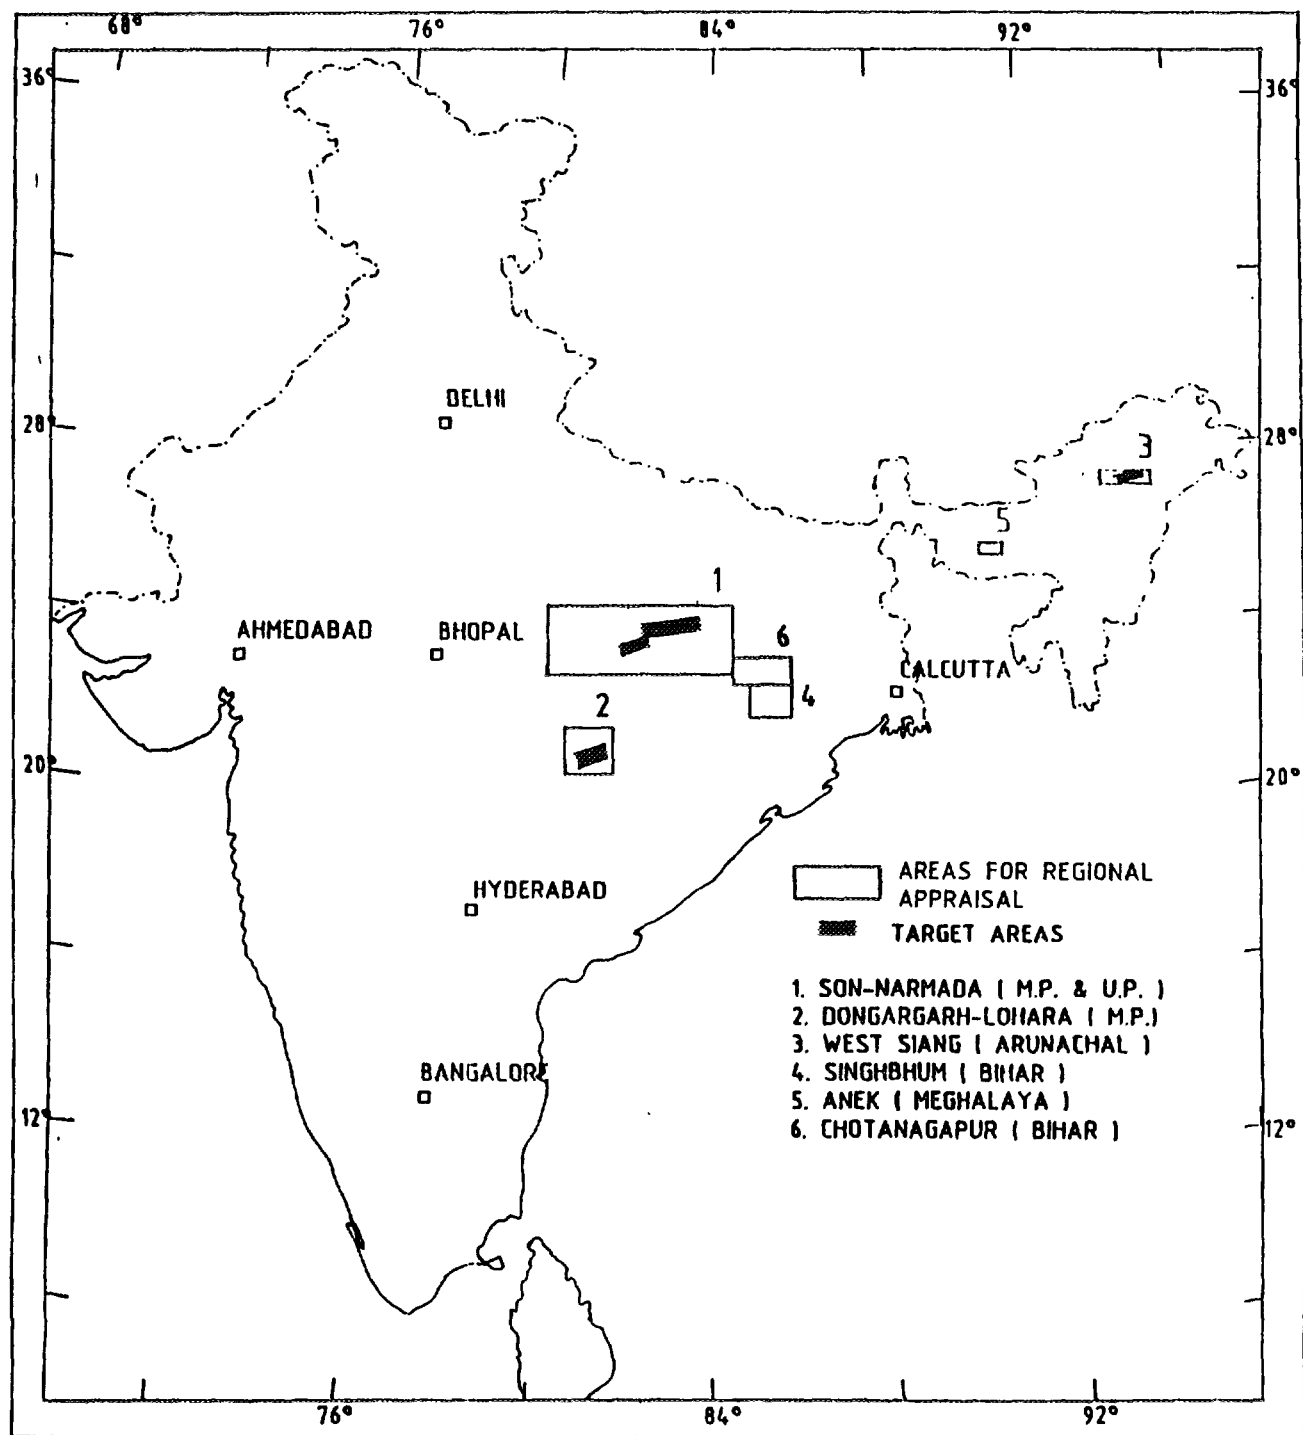 68° 76° 84° 92°
36° 36°
DELHI
28° 28°
3
5
1
AHMEDABAD BHOPAL 6
CALCUTTA
4
2
20° 20°
AREAS FOR REGIONAL
APPRAISAL
HYDERABAD
TARGET AREAS
1. SON-NARMADA ( M.P. & U.P. )
2. DONGARGARH-LOHARA ( M.P.)
3. WEST SIANG ( ARUNACHAL )
BANGALORE
4. SINGHBHUM ( BIHAR )
5. ANEK ( MEGHALAYA )
12° 12°
6. CHOTANAGAPUR ( BIHAR )
76° 84° 92°